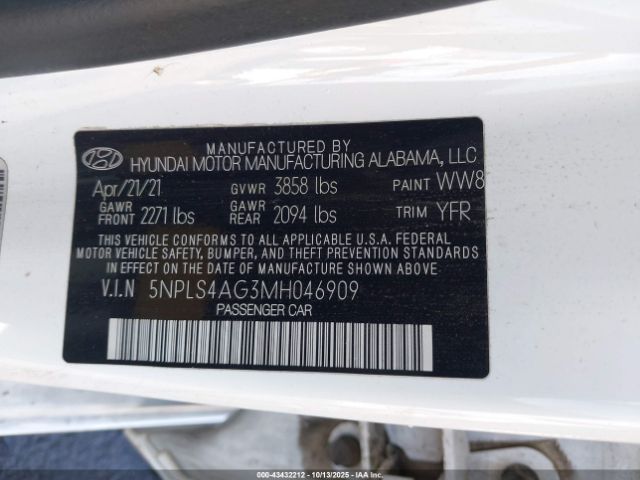 MANUFACTURED BY
HYUNDAI MOTOR MANUFACTURING ALABAMA, LLC
Apr/21/21 GVWR 3858 lbs PAINT WW8
GAWR FRONT 2271 lbs GAWR REAR 2094 lbs TRIM YFR
THIS VEHICLE CONFORMS TO ALL APPLICABLE U.S.A. FEDERAL
MOTOR VEHICLE SAFETY, BUMPER, AND THEFT PREVENTION STANDARDS
IN EFFECT ON THE DATE OF MANUFACTURE SHOWN ABOVE.
V.I.N 5NPLS4AG3MH046909
PASSENGER CAR
000-43432212 - 10/13/2025 - © IAA, Inc.